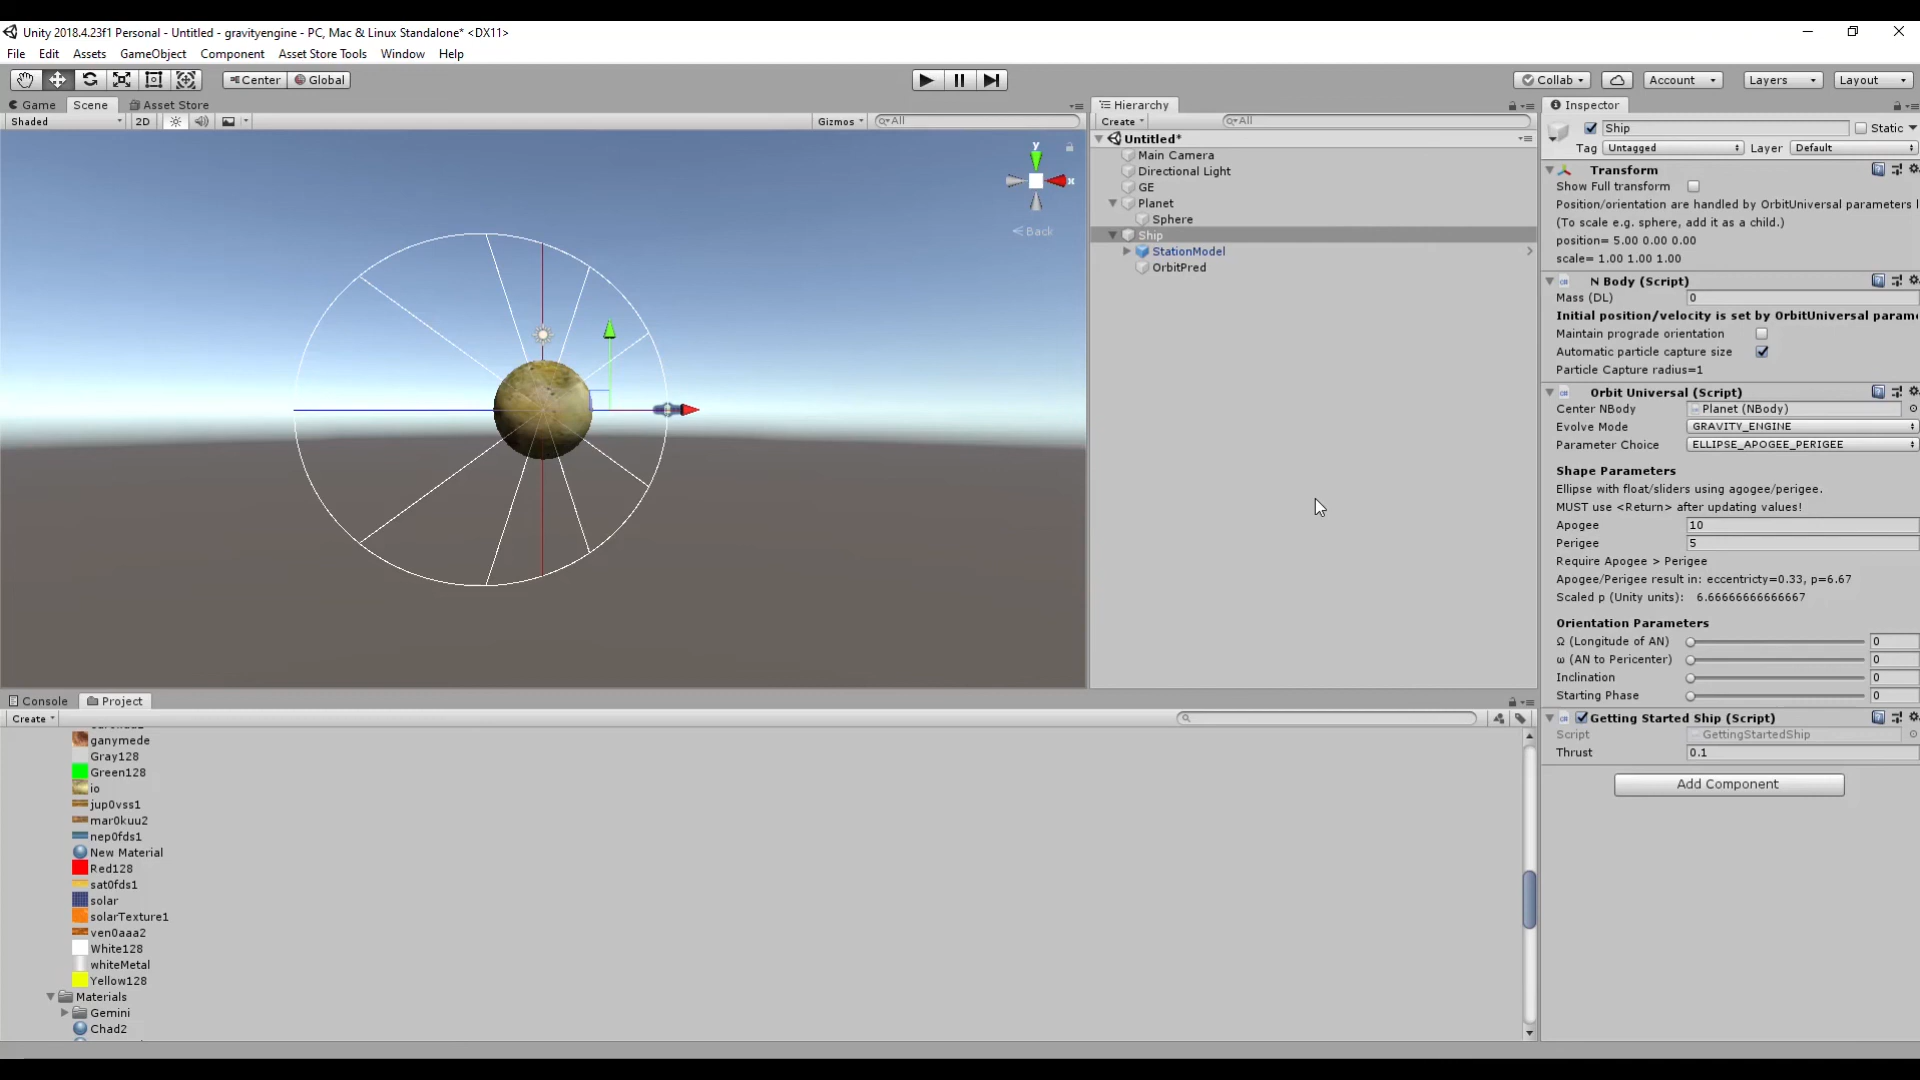 Unity 2018.4.23f1 Personal - Untitled - gravityengine - PC, Mac & Linux Standalone* <DX11>
File Edit Assets GameObject Component Asset Store Tools Window Help
Center Global Collab Account Layers Layout
Game Scene Asset Store
Shaded 2D Gizmos All
y
x
Back
Hierarchy
Create All
Untitled*
Main Camera
Directional Light
GE
Planet
Sphere
Ship
StationModel
OrbitPred
Inspector
Ship Static
Tag Untagged Layer Default
Transform
Show Full transform
Position/orientation are handled by OrbitUniversal parameters
(To scale e.g. sphere, add it as a child.)
position= 5.00 0.00 0.00
scale= 1.00 1.00 1.00
N Body (Script)
Mass (DL) 0
Initial position/velocity is set by OrbitUniversal param
Maintain prograde orientation
Automatic particle capture size
Particle Capture radius=1
Orbit Universal (Script)
Center NBody Planet (NBody)
Evolve Mode GRAVITY_ENGINE
Parameter Choice ELLIPSE_APOGEE_PERIGEE
Shape Parameters
Ellipse with float/sliders using agogee/perigee.
MUST use <Return> after updating values!
Apogee 10
Perigee 5
Require Apogee > Perigee
Apogee/Perigee result in: eccentricty=0.33, p=6.67
Scaled p (Unity units): 6.66666666666667
Orientation Parameters
Ω (Longitude of AN) 0
ω (AN to Pericenter) 0
Inclination 0
Starting Phase 0
Getting Started Ship (Script)
Script GettingStartedShip
Thrust 0.1
Add Component
Console Project
Create
ganymede
Gray128
Green128
io
jup0vss1
mar0kuu2
nep0fds1
New Material
Red128
sat0fds1
solar
solarTexture1
ven0aaa2
White128
whiteMetal
Yellow128
Materials
Gemini
Chad2